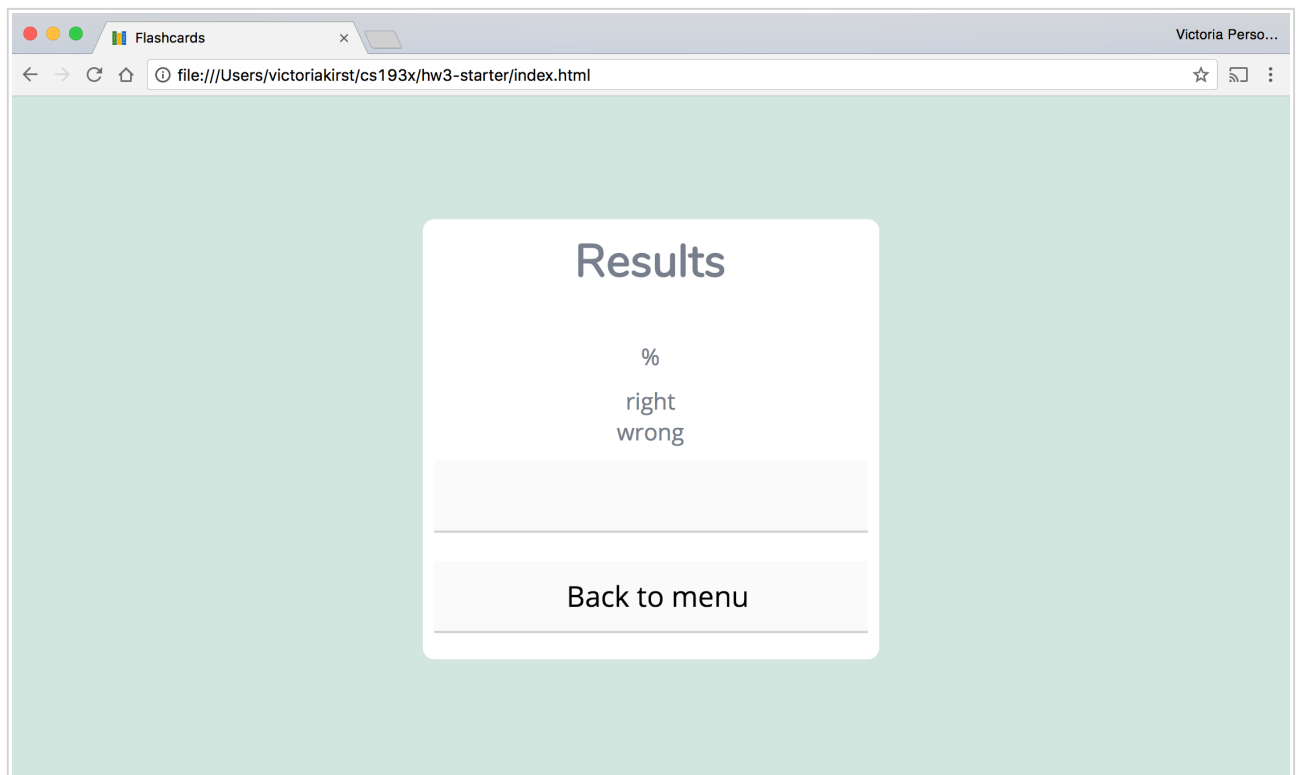 Flashcards
Victoria Perso...
file:///Users/victoriakirst/cs193x/hw3-starter/index.html
Results
%
right
wrong
Back to menu